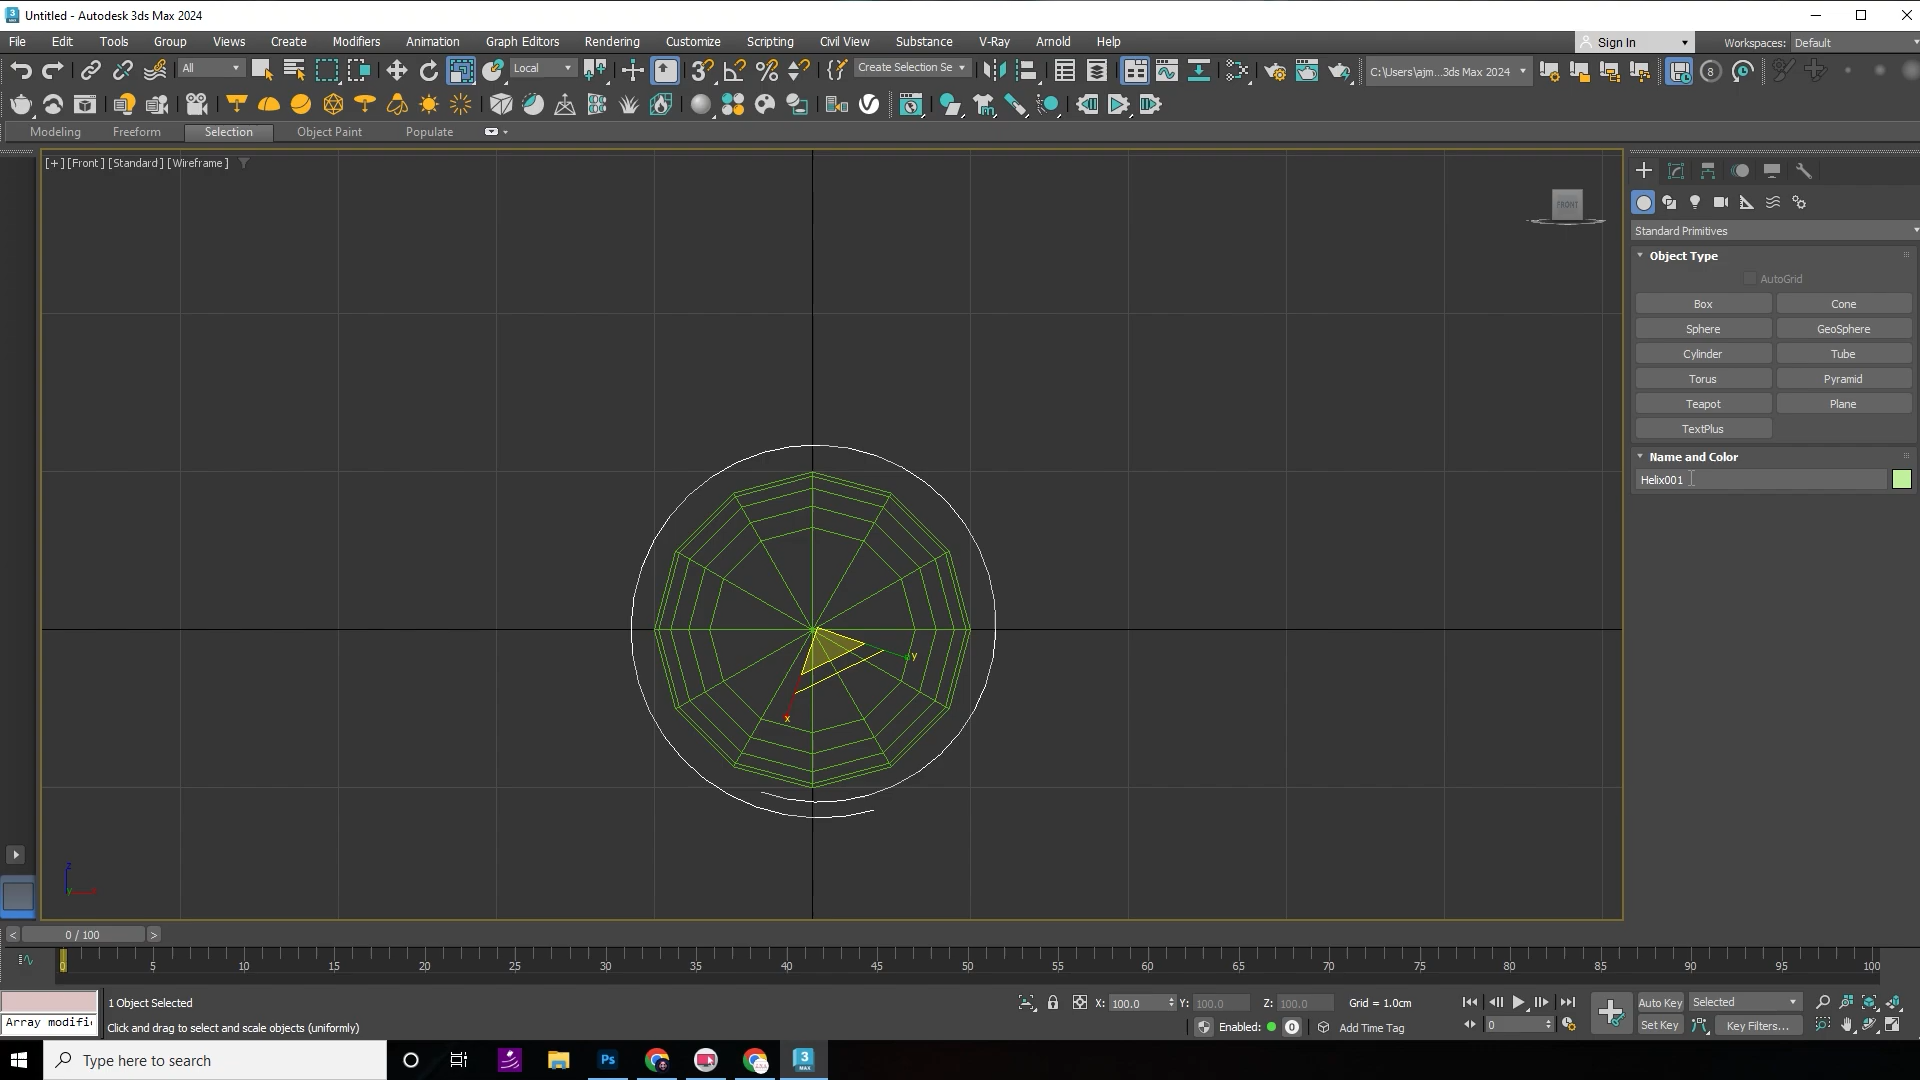 Untitled - Autodesk 3ds Max 2024
File Edit Tools Group Views Create Modifiers Animation Graph Editors Rendering Customize Scripting Civil View Substance V-Ray Arnold Help
Sign In Workspaces: Default
All Local Create Selection Se C:\Users\ajm...3ds Max 2024
Modeling Freeform Selection Object Paint Populate
[+] [Front] [Standard] [Wireframe]
FRONT
Standard Primitives
Object Type
AutoGrid
Box Cone
Sphere GeoSphere
Cylinder Tube
Torus Pyramid
Teapot Plane
TextPlus
Name and Color
Helix001
y
x
z
y
0 / 100
0 5 10 15 20 25 30 35 40 45 50 55 60 65 70 75 80 85 90 95 100
1 Object Selected X: 100.0 Y: 100.0 Z: 100.0 Grid = 1.0cm Auto Key Selected
Array modifi Click and drag to select and scale objects (uniformly) Enabled: 0 Add Time Tag 0 Set Key Key Filters...
Type here to search
Ps
3
MAX